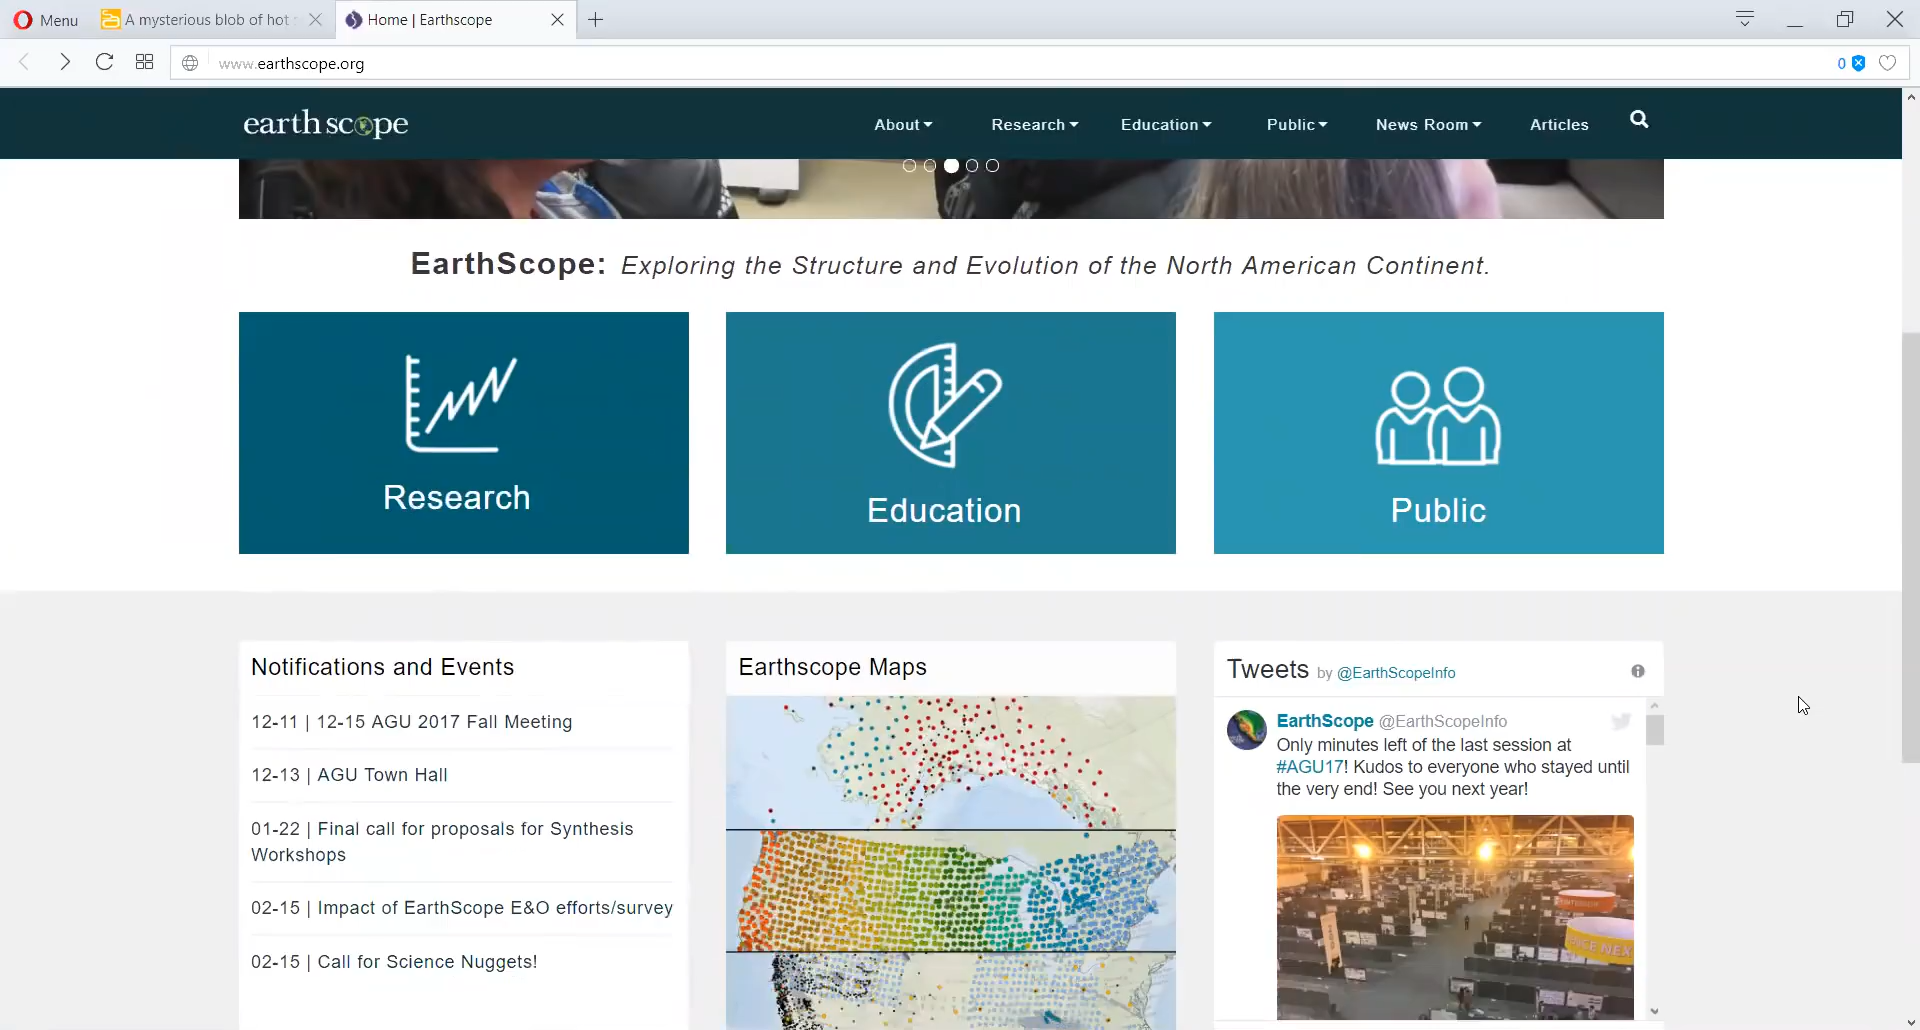 Menu
A mysterious blob of hot
Home | Earthscope
www.earthscope.org
0
earthscope
About
Research
Education
Public
News Room
Articles
EarthScope: Exploring the Structure and Evolution of the North American Continent.
Research
Education
Public
Notifications and Events
12-11 | 12-15 AGU 2017 Fall Meeting
12-13 | AGU Town Hall
01-22 | Final call for proposals for Synthesis
Workshops
02-15 | Impact of EarthScope E&O efforts/survey
02-15 | Call for Science Nuggets!
Earthscope Maps
Tweets by @EarthScopeInfo
EarthScope @EarthScopeInfo
Only minutes left of the last session at
#AGU17! Kudos to everyone who stayed until
the very end! See you next year!